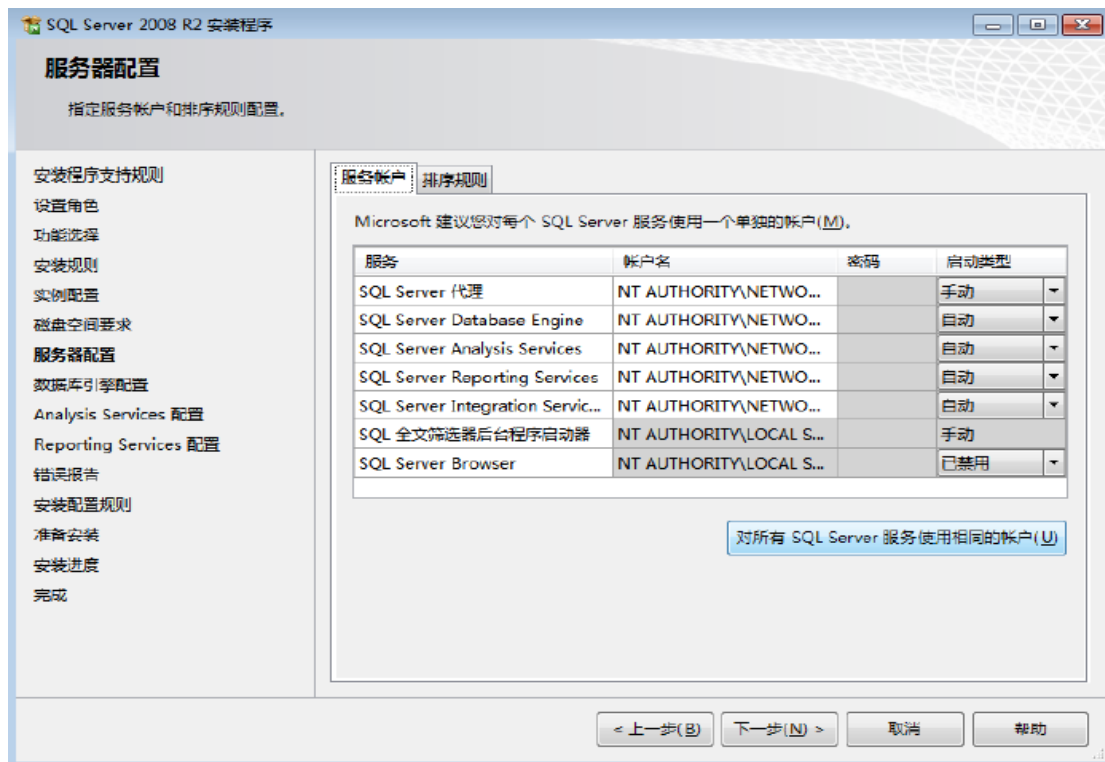 SQL Server 2008 R2 安装程序
服务器配置
指定服务帐户和排序规则配置。
安装程序支持规则
设置角色
功能选择
安装规则
实例配置
磁盘空间要求
服务器配置
数据库引擎配置
Analysis Services 配置
Reporting Services 配置
错误报告
安装配置规则
准备安装
安装进度
完成
服务帐户 排序规则
Microsoft 建议您对每个 SQL Server 服务使用一个单独的帐户(M)。
服务 帐户名 密码 启动类型
SQL Server 代理 NT AUTHORITY\NETWO... 手动
SQL Server Database Engine NT AUTHORITY\NETWO... 自动
SQL Server Analysis Services NT AUTHORITY\NETWO... 自动
SQL Server Reporting Services NT AUTHORITY\NETWO... 自动
SQL Server Integration Servic... NT AUTHORITY\NETWO... 自动
SQL 全文筛选器后台程序启动器 NT AUTHORITY\LOCAL S... 手动
SQL Server Browser NT AUTHORITY\LOCAL S... 已禁用
对所有 SQL Server 服务使用相同的帐户(U)
< 上一步(B) 下一步(N) > 取消 帮助